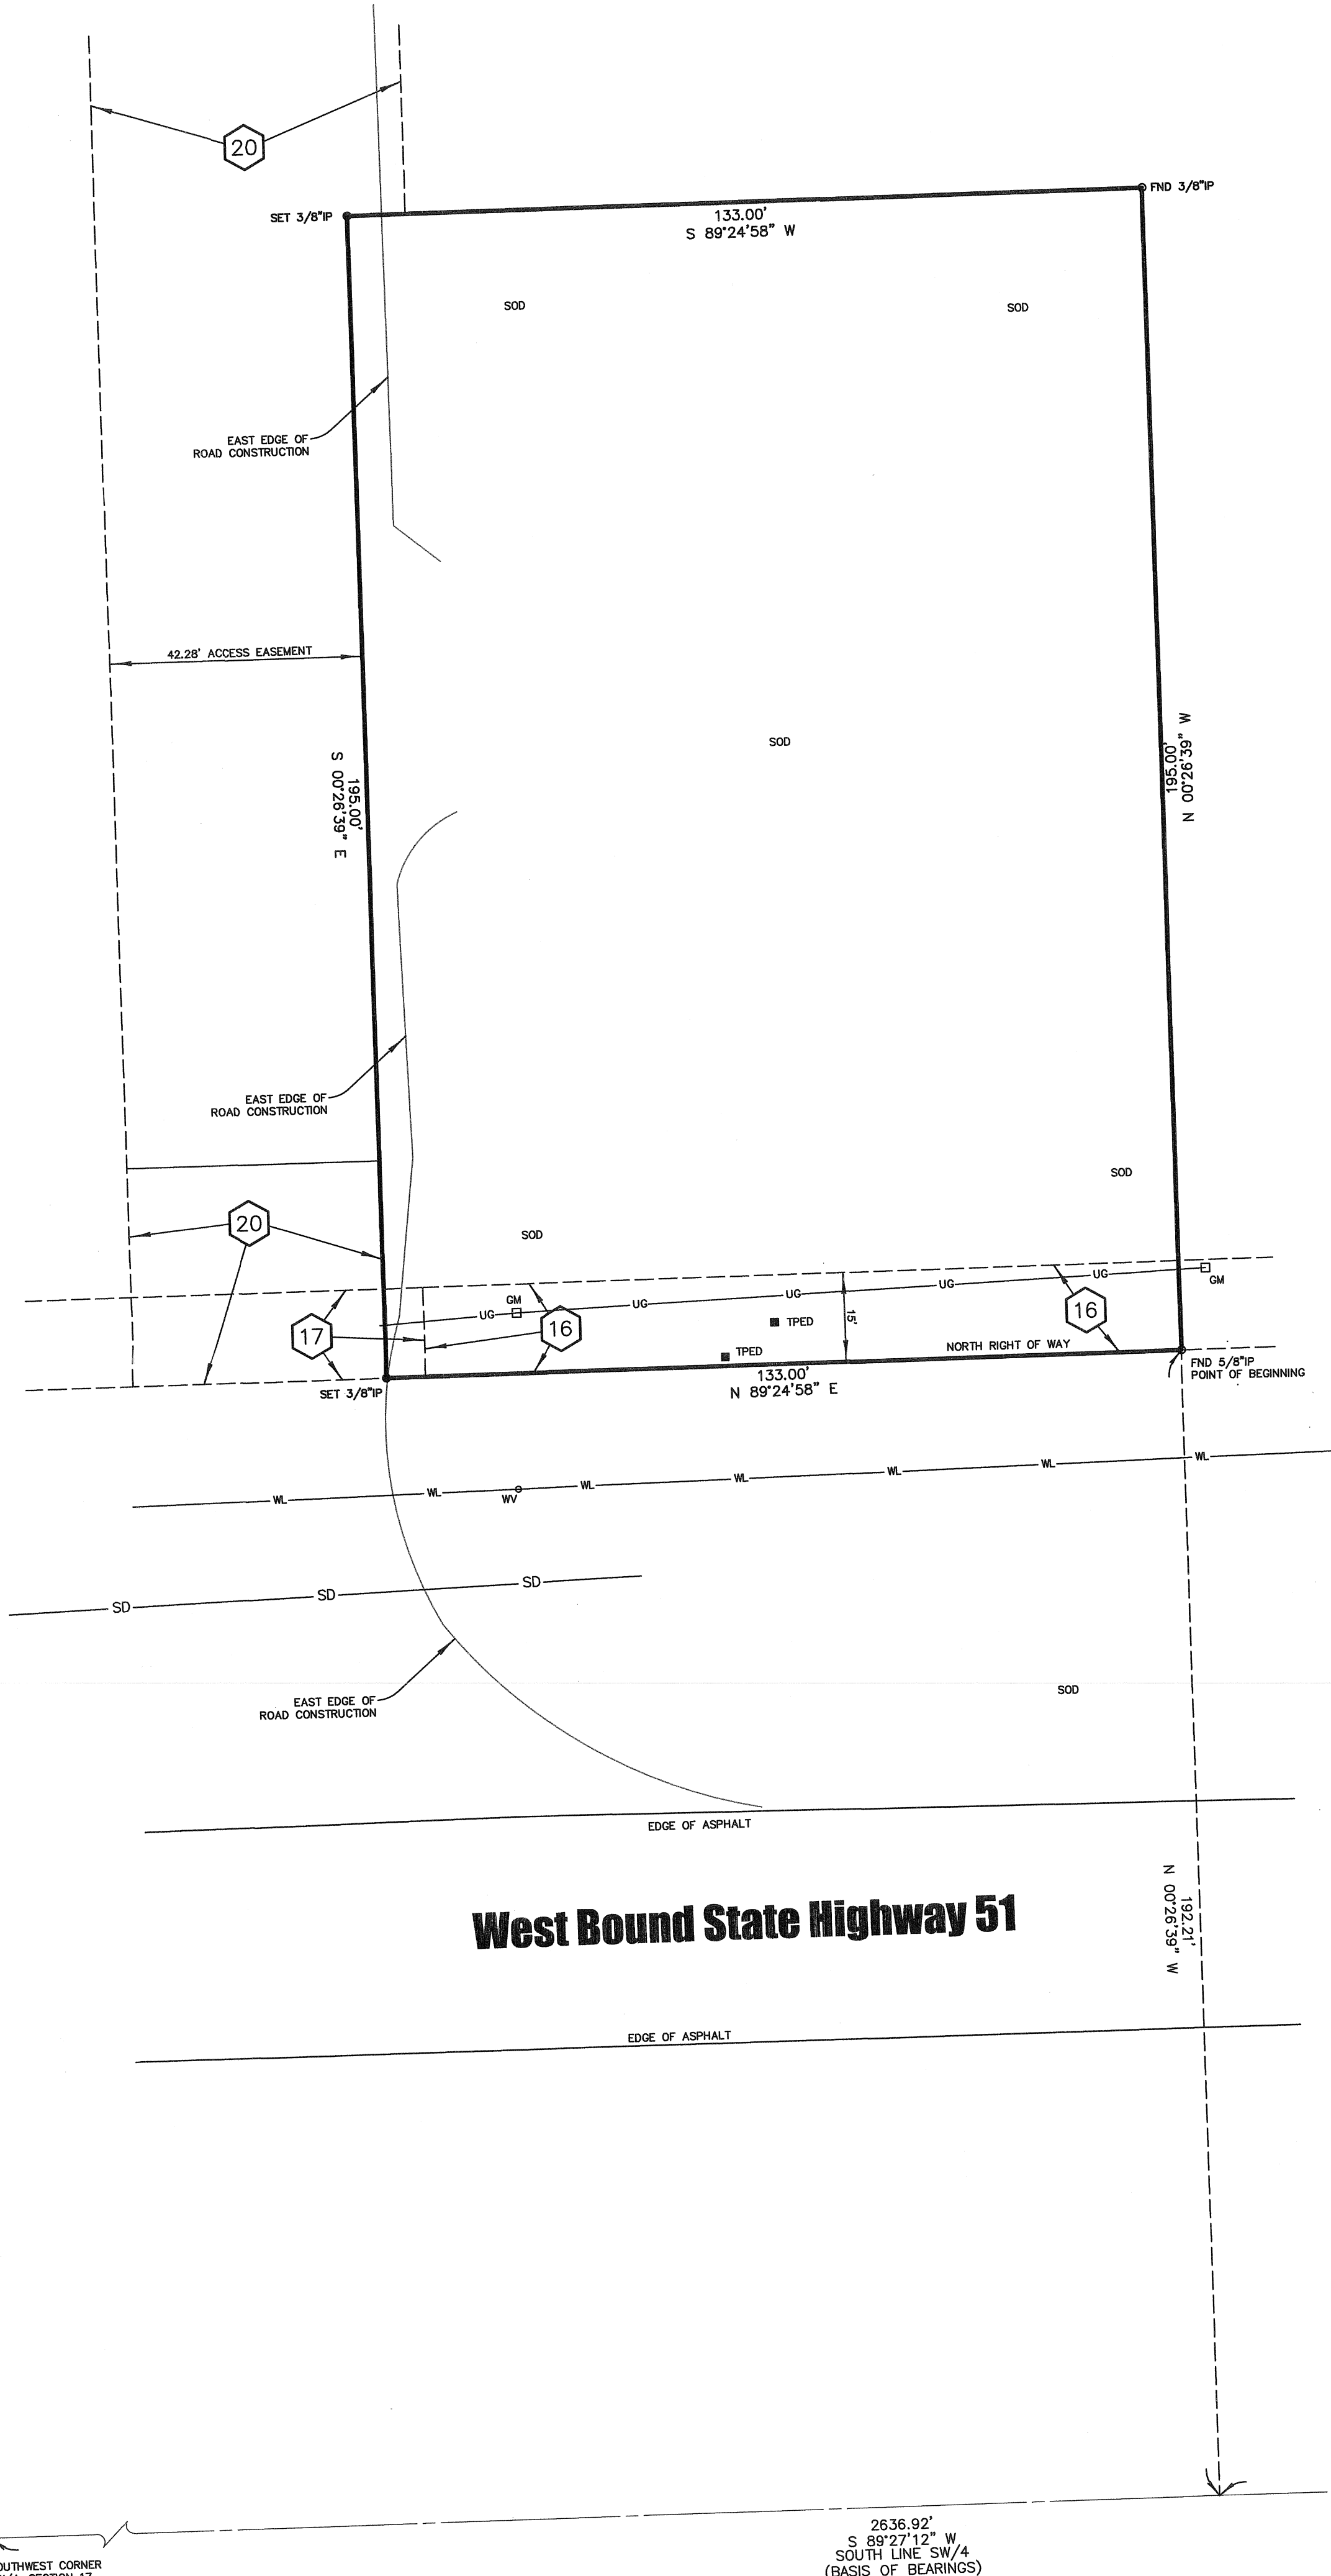 20
SET 3/8"IP
FND 3/8"IP
133.00'
S 89°24'58" W
SOD
SOD
EAST EDGE OF
ROAD CONSTRUCTION
42.28' ACCESS EASEMENT
195.00'
S 00°26'39" E
SOD
195.00'
N 00°26'39" W
EAST EDGE OF
ROAD CONSTRUCTION
SOD
20
SOD
UG
UG
UG
UG
UG
GM
GM
17
16
16
TPED
TPED
15'
NORTH RIGHT OF WAY
SET 3/8"IP
133.00'
N 89°24'58" E
FND 5/8"IP
POINT OF BEGINNING
WL
WL
WL
WL
WL
WL
WL
WV
SD
SD
SD
EAST EDGE OF
ROAD CONSTRUCTION
SOD
EDGE OF ASPHALT
West Bound State Highway 51
192.21'
N 00°26'39" W
EDGE OF ASPHALT
2636.92'
S 89°27'12" W
SOUTH LINE SW/4
(BASIS OF BEARINGS)
OUTHWEST CORNER
SECTION 17